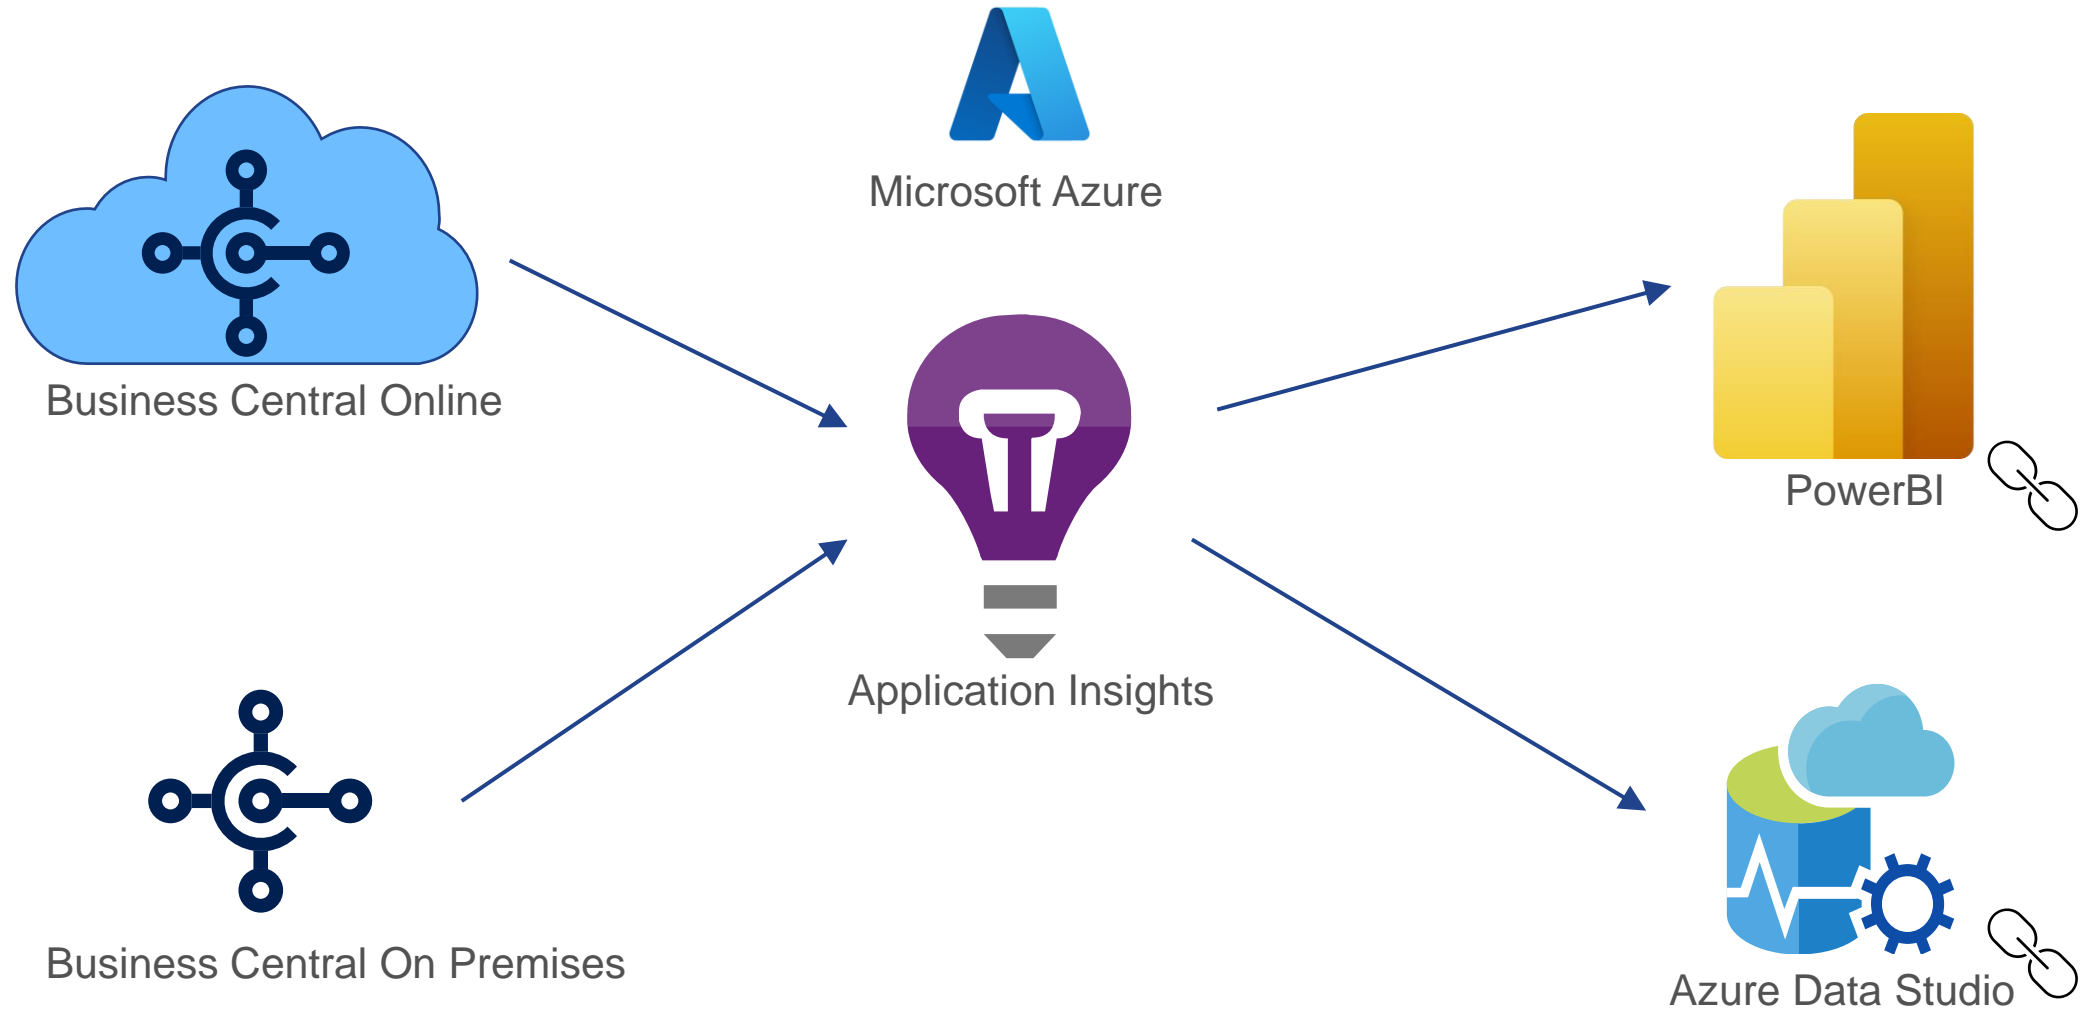 Microsoft Azure
Business Central Online
PowerBI
Application Insights
Business Central On Premises
Azure Data Studio